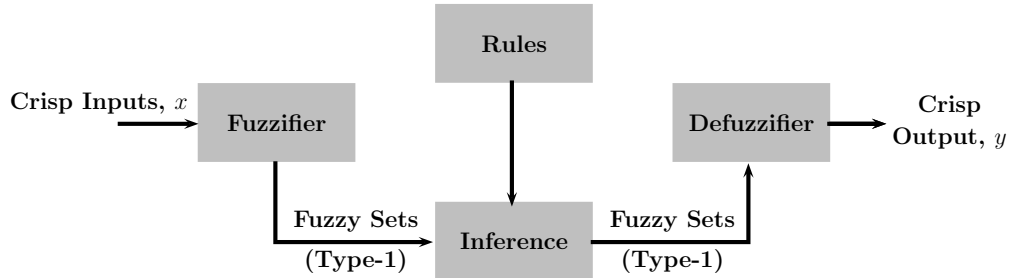 Rules
Crisp Inputs, x
Fuzzifier
Defuzzifier
Crisp
Output, y
Fuzzy Sets
(Type-1)
Inference
Fuzzy Sets
(Type-1)